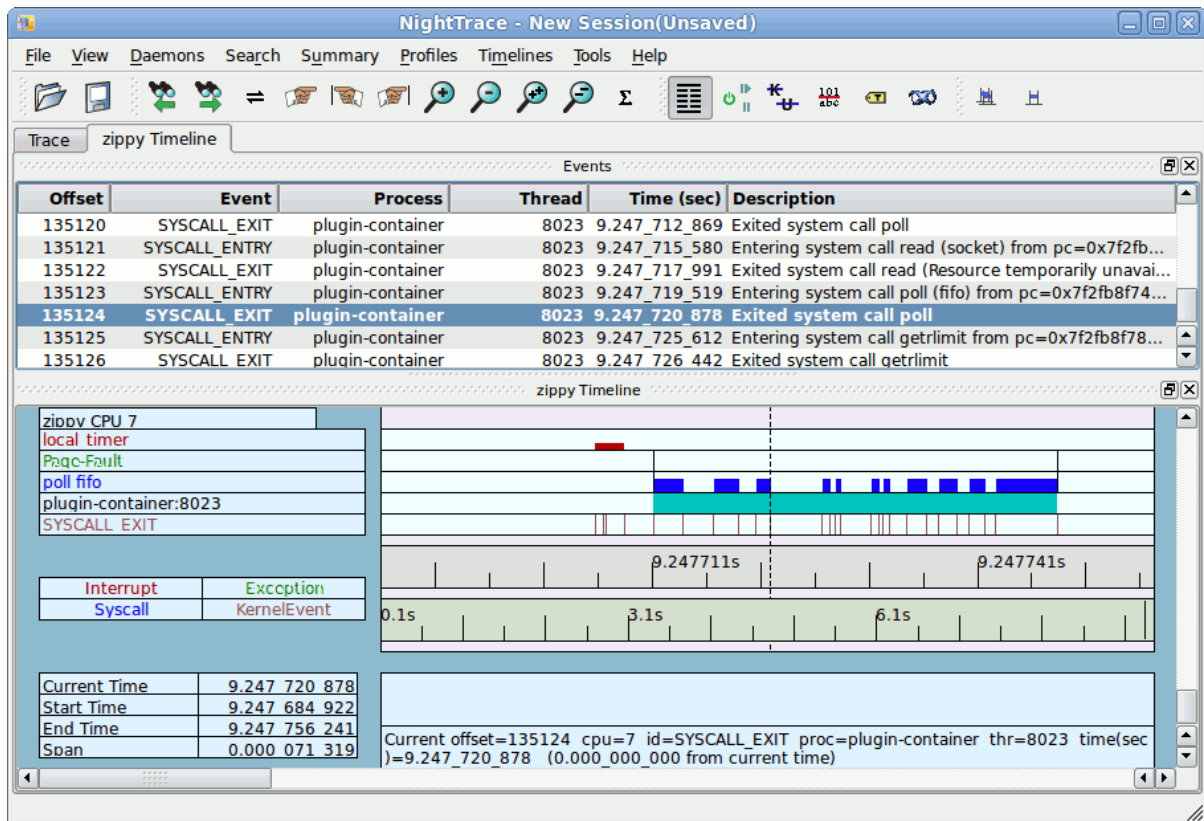 NightTrace - New Session(Unsaved)
File View Daemons Search Summary Profiles Timelines Tools Help
Trace zippy Timeline
Events
Offset Event Process Thread Time (sec) Description
135120 SYSCALL_EXIT plugin-container 8023 9.247_712_869 Exited system call poll
135121 SYSCALL_ENTRY plugin-container 8023 9.247_715_580 Entering system call read (socket) from pc=0x7f2fb...
135122 SYSCALL_EXIT plugin-container 8023 9.247_717_991 Exited system call read (Resource temporarily unavai...
135123 SYSCALL_ENTRY plugin-container 8023 9.247_719_519 Entering system call poll (fifo) from pc=0x7f2fb8f74...
135124 SYSCALL_EXIT plugin-container 8023 9.247_720_878 Exited system call poll
135125 SYSCALL_ENTRY plugin-container 8023 9.247_725_612 Entering system call getrlimit from pc=0x7f2fb8f78...
135126 SYSCALL_EXIT plugin-container 8023 9.247_726_442 Exited system call getrlimit
zippy Timeline
zippy CPU 7
local timer
Page-Fault
poll fifo
plugin-container:8023
SYSCALL_EXIT
9.247711s 9.247741s
Interrupt Exception
Syscall KernelEvent
0.1s 3.1s 6.1s
Current Time 9.247_720_878
Start Time 9.247_684_922
End Time 9.247_756_241
Span 0.000_071_319
Current offset=135124 cpu=7 id=SYSCALL_EXIT proc=plugin-container thr=8023 time(sec
)=9.247_720_878 (0.000_000_000 from current time)